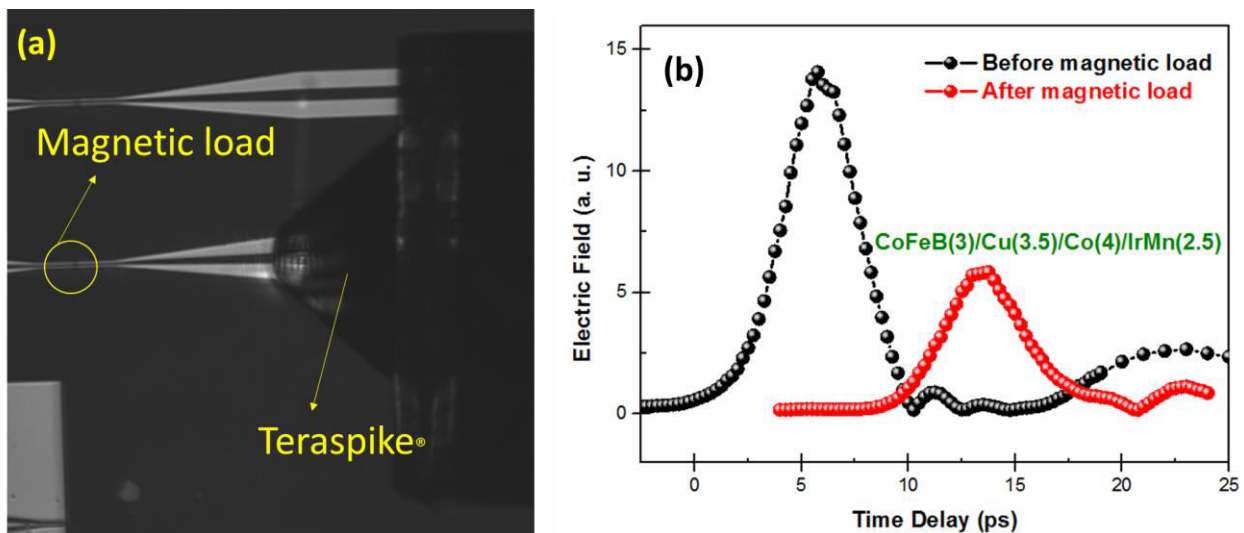 (a)
Magnetic load
Teraspike®
(b)
Before magnetic load
After magnetic load
CoFeB(3)/Cu(3.5)/Co(4)/IrMn(2.5)
Electric Field (a. u.)
15
10
5
0
0 5 10 15 20 25
Time Delay (ps)